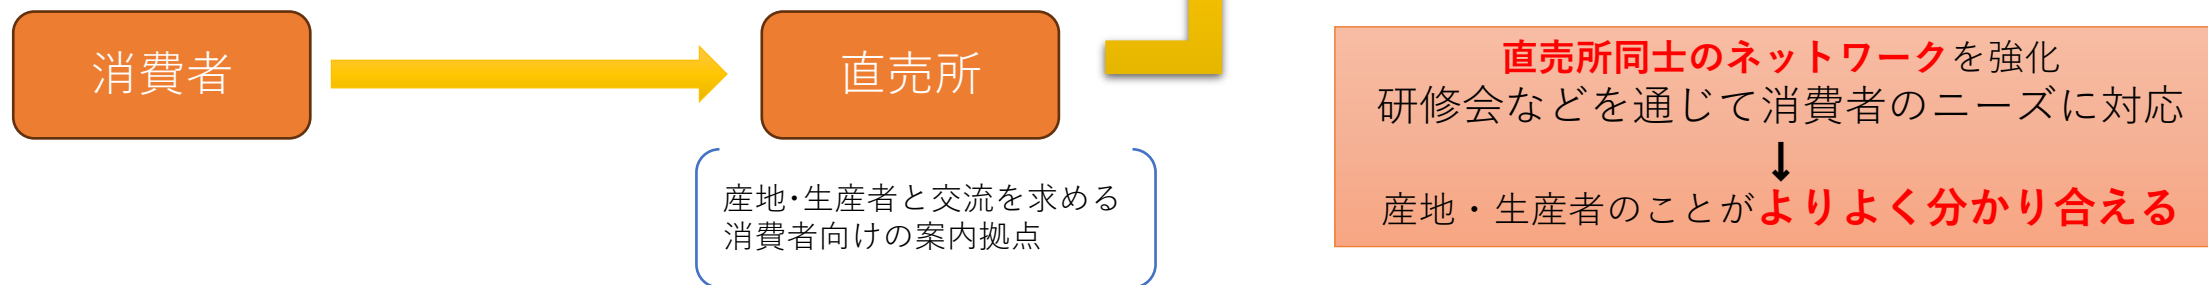 消費者
直売所
産地･生産者と交流を求める
消費者向けの案内拠点
直売所同士のネットワークを強化
研修会などを通じて消費者のニーズに対応
↓
産地・生産者のことがよりよく分かり合える